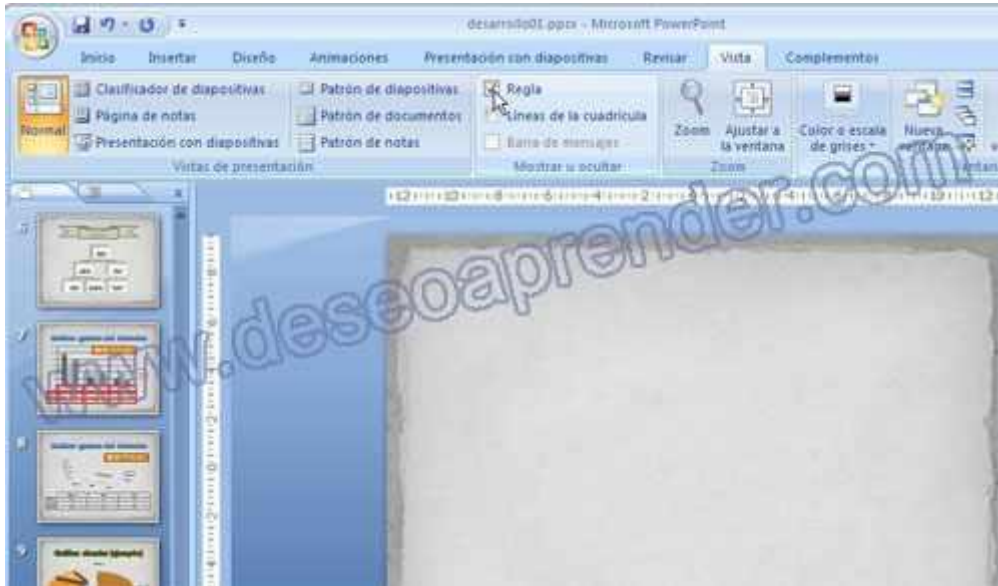 desarrollo01.pptx - Microsoft PowerPoint
Inicio Insertar Diseño Animaciones Presentación con diapositivas Revisar Vista Complementos
Normal
Clasificador de diapositivas
Página de notas
Presentación con diapositivas
Patrón de diapositivas
Patrón de documentos
Patrón de notas
Vistas de presentación
Regla
Líneas de la cuadrícula
Barra de mensajes
Mostrar u ocultar
Zoom
Ajustar a
la ventana
Zoom
Color o escala
de grises
Nueva
ventana
www.deseoaprender.com